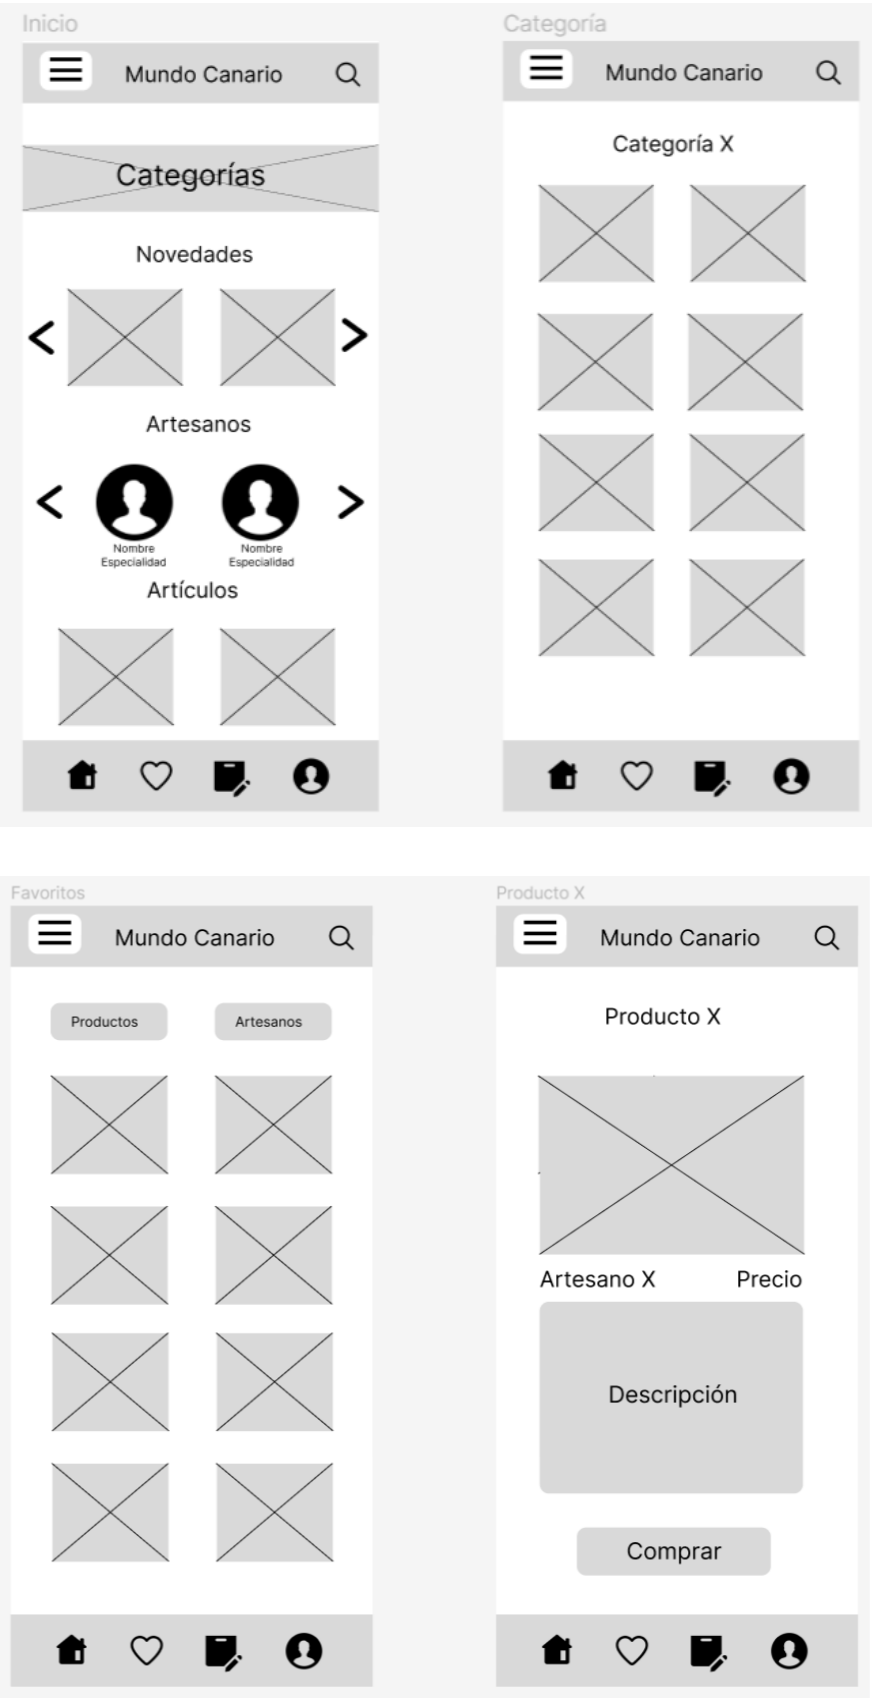 Inicio
Mundo Canario
Categorías
Novedades
Artesanos
Nombre
Especialidad
Nombre
Especialidad
Artículos
Categoría
Mundo Canario
Categoría X
Favoritos
Mundo Canario
Productos
Artesanos
Producto X
Mundo Canario
Producto X
Artesano X
Precio
Descripción
Comprar